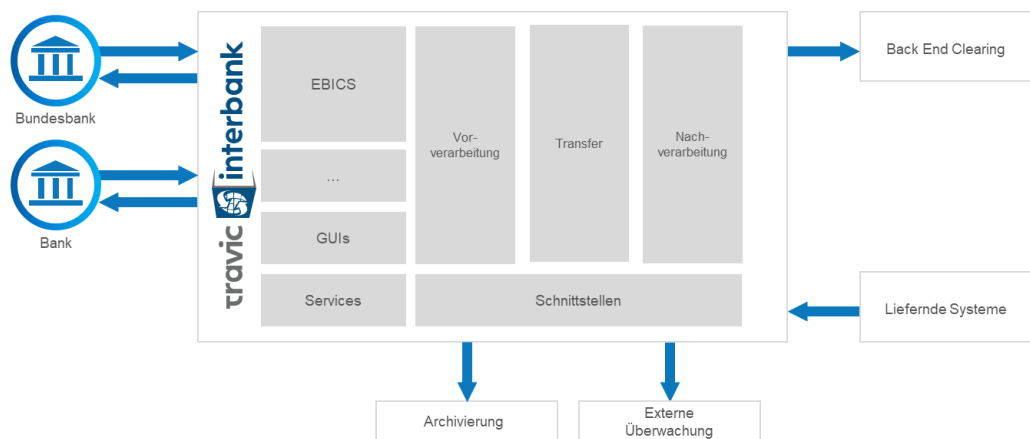 Bundesbank
Bank
travic interbank
EBICS
...
GUIs
Services
Vor-
verarbeitung
Transfer
Nach-
verarbeitung
Schnittstellen
Back End Clearing
Liefernde Systeme
Archivierung
Externe
Überwachung